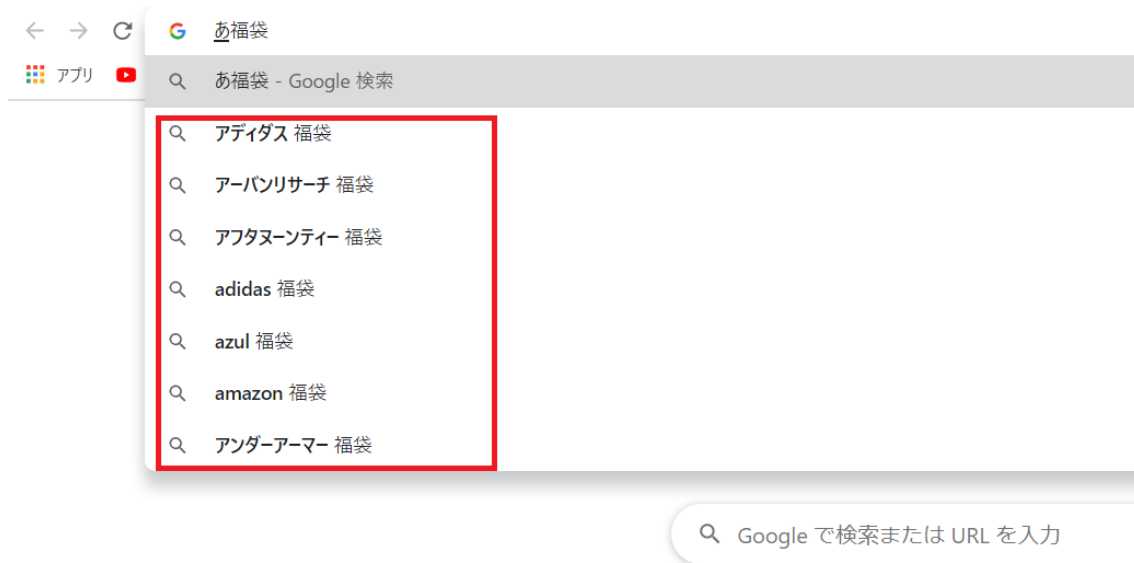 あ福袋
アプリ
あ福袋 - Google 検索
アディダス 福袋
アーバンリサーチ 福袋
アフタヌーンティー 福袋
adidas 福袋
azul 福袋
amazon 福袋
アンダーアーマー 福袋
Google で検索または URL を入力